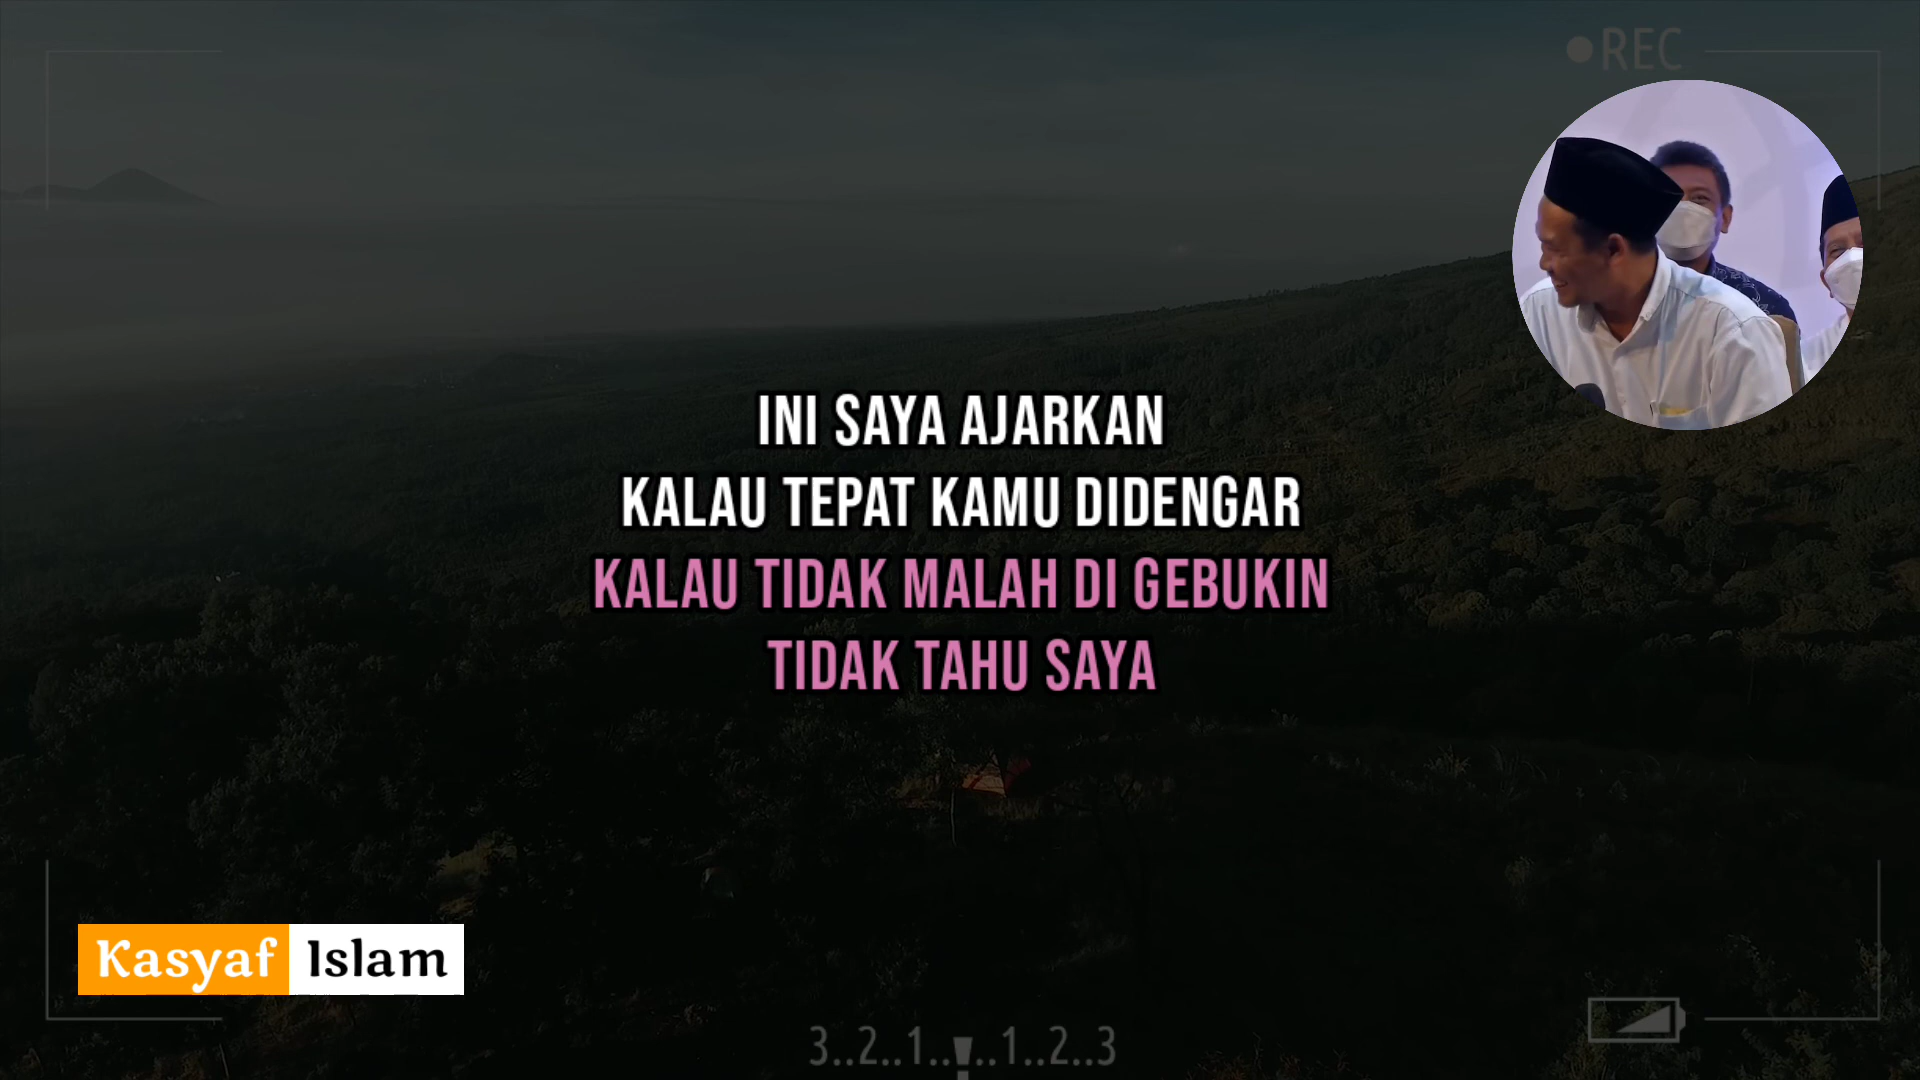 REC
INI SAYA AJARKAN
KALAU TEPAT KAMU DIDENGAR
KALAU TIDAK MALAH DI GEBUKIN
TIDAK TAHU SAYA
Kasyaf Islam
3..2..1..!..1..2..3